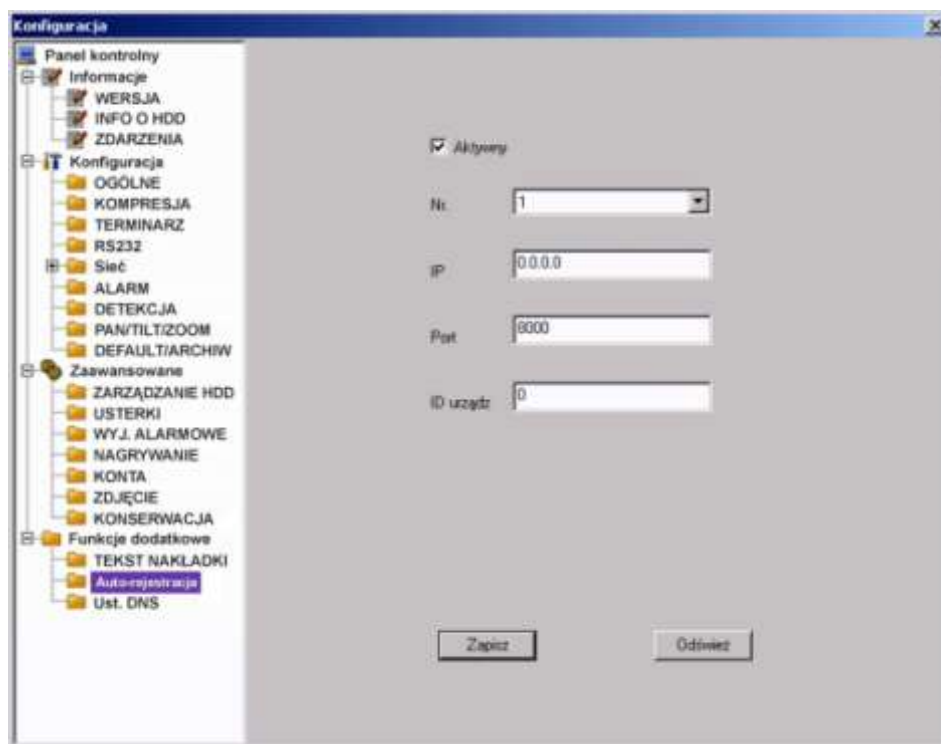 Konfiguracja
Panel kontrolny
Informacje
WERSJA
INFO O HDD
ZDARZENIA
Konfiguracja
OGÓLNE
KOMPRESJA
TERMINARZ
RS232
Sieć
ALARM
DETEKCJA
PAN/TILT/ZOOM
DEFAULT/ARCHIW
Zaawansowane
ZARZĄDZANIE HDD
USTERKI
WYJ. ALARMOWE
NAGRYWANIE
KONTA
ZDJĘCIE
KONSERWACJA
Funkcje dodatkowe
TEKST NAKŁADKI
Auto-rejestracja
Ust. DNS
Aktywny
Nr. 1
IP 0.0.0.0
Port 8000
ID urządz 0
Zapisz Odśwież